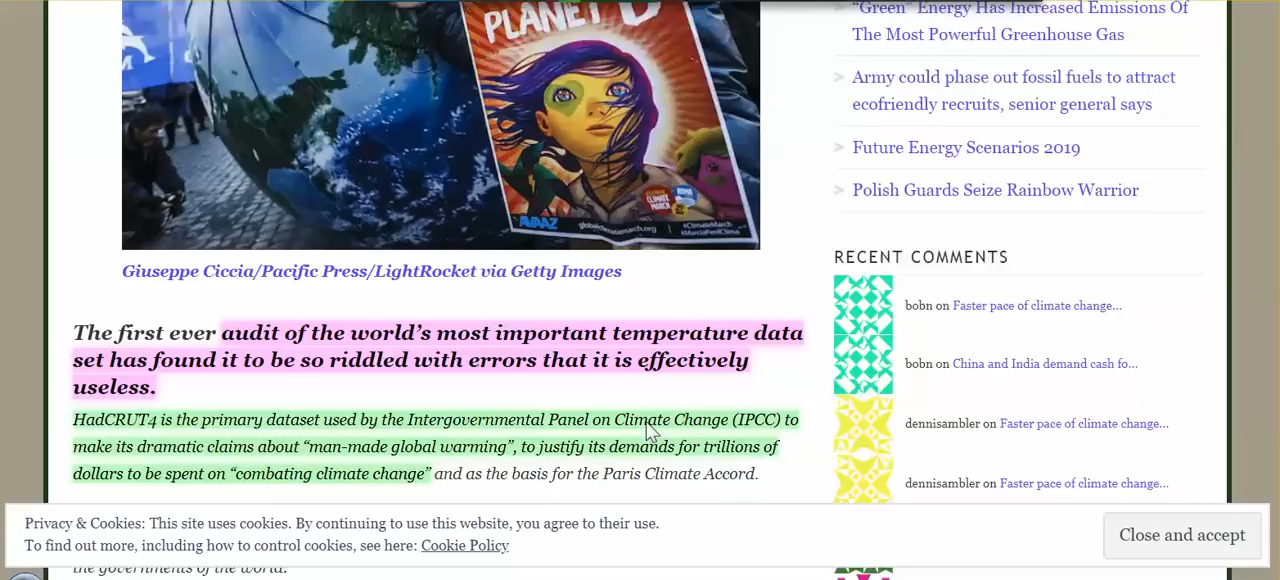 PLANET B
AVAAZ
globalclimatemarch.org
#ClimateMarch
Giuseppe Ciccia/Pacific Press/LightRocket via Getty Images
The first ever audit of the world's most important temperature data
set has found it to be so riddled with errors that it is effectively
useless.
HadCRUT4 is the primary dataset used by the Intergovernmental Panel on Climate Change (IPCC) to
make its dramatic claims about “man-made global warming”, to justify its demands for trillions of
dollars to be spent on “combating climate change” and as the basis for the Paris Climate Accord.
the governments of the world.
“Green” Energy Has Increased Emissions Of
The Most Powerful Greenhouse Gas
Army could phase out fossil fuels to attract
ecofriendly recruits, senior general says
Future Energy Scenarios 2019
Polish Guards Seize Rainbow Warrior
RECENT COMMENTS
bobn on Faster pace of climate change...
bobn on China and India demand cash fo...
dennisambler on Faster pace of climate change...
dennisambler on Faster pace of climate change...
Privacy & Cookies: This site uses cookies. By continuing to use this website, you agree to their use.
To find out more, including how to control cookies, see here: Cookie Policy
Close and accept